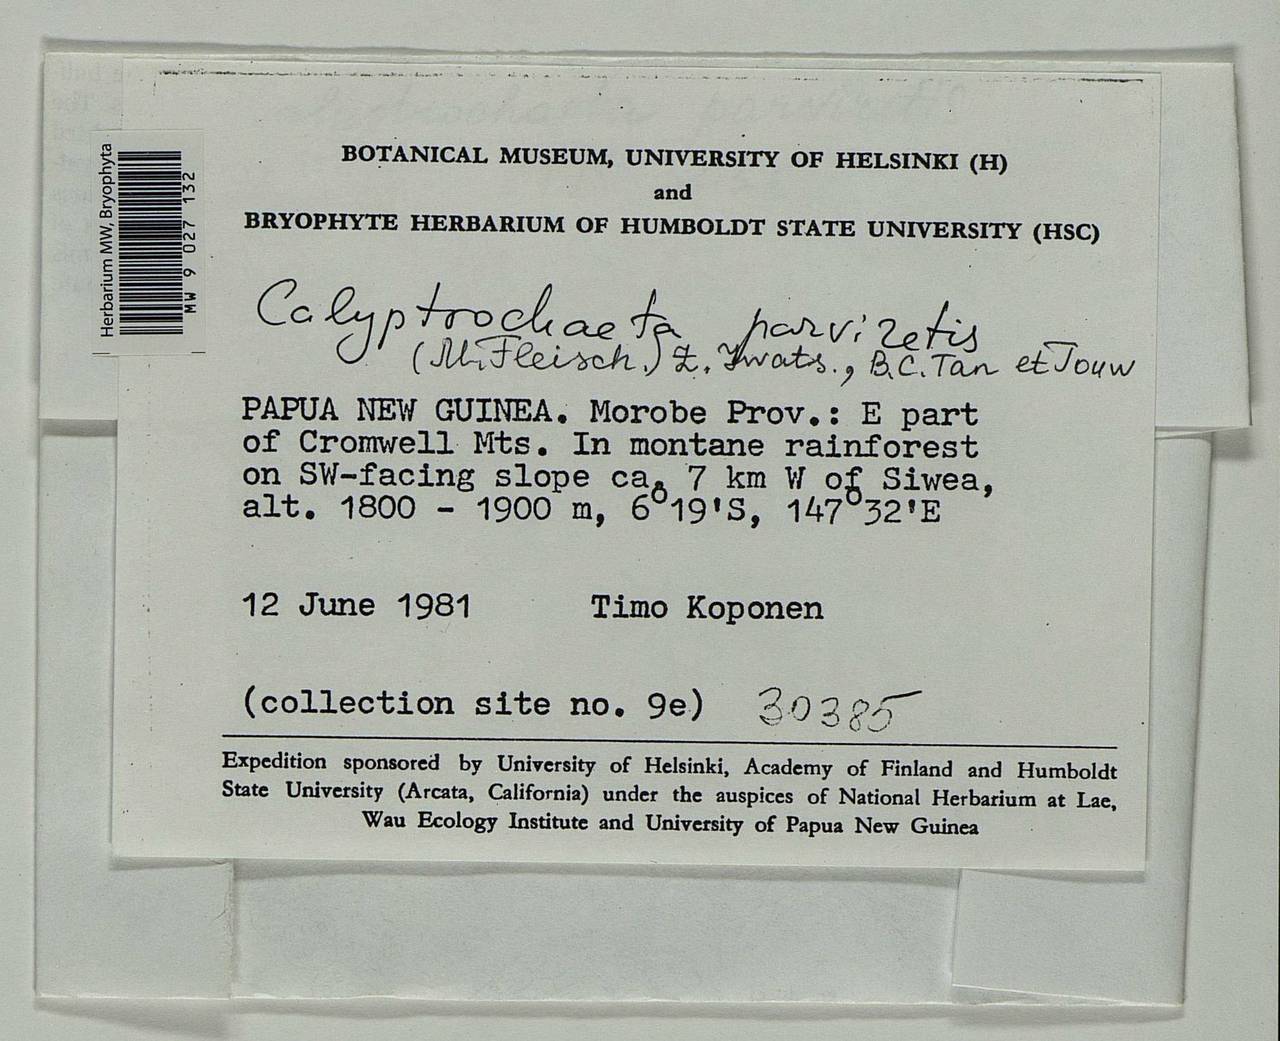 BOTANICAL MUSEUM, UNIVERSITY OF HELSINKI (H)
and
BRYOPHYTE HERBARIUM OF HUMBOLDT STATE UNIVERSITY (HSC)
Herbarium MW, Bryophyta
MW 9 027 132
Calyptrochaeta parviretis
(M. Fleisch.) Z. Iwats., B.C. Tan et Touw
PAPUA NEW GUINEA. Morobe Prov.: E part
of Cromwell Mts. In montane rainforest
on SW-facing slope ca. 7 km W of Siwea,
alt. 1800 - 1900 m, 6°19'S, 147°32'E
12 June 1981 Timo Koponen
(collection site no. 9e) 30385
Expedition sponsored by University of Helsinki, Academy of Finland and Humboldt
State University (Arcata, California) under the auspices of National Herbarium at Lae,
Wau Ecology Institute and University of Papua New Guinea